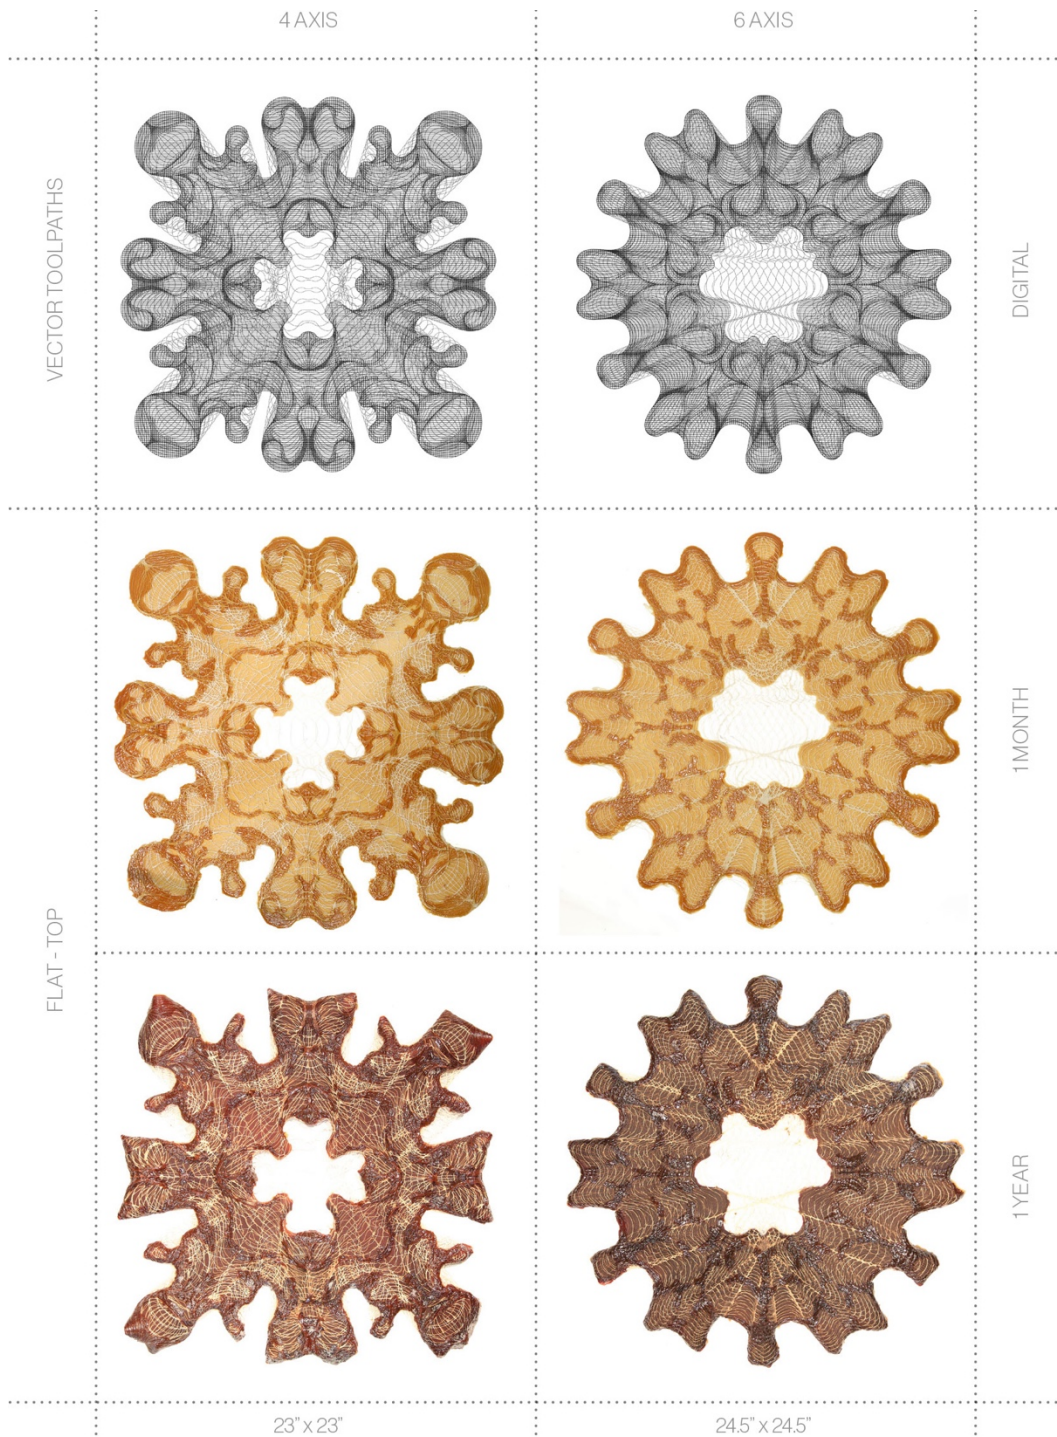 4 AXIS
6 AXIS
VECTOR TOOLPATHS
DIGITAL
FLAT - TOP
1 MONTH
1 YEAR
23" x 23"
24.5" x 24.5"